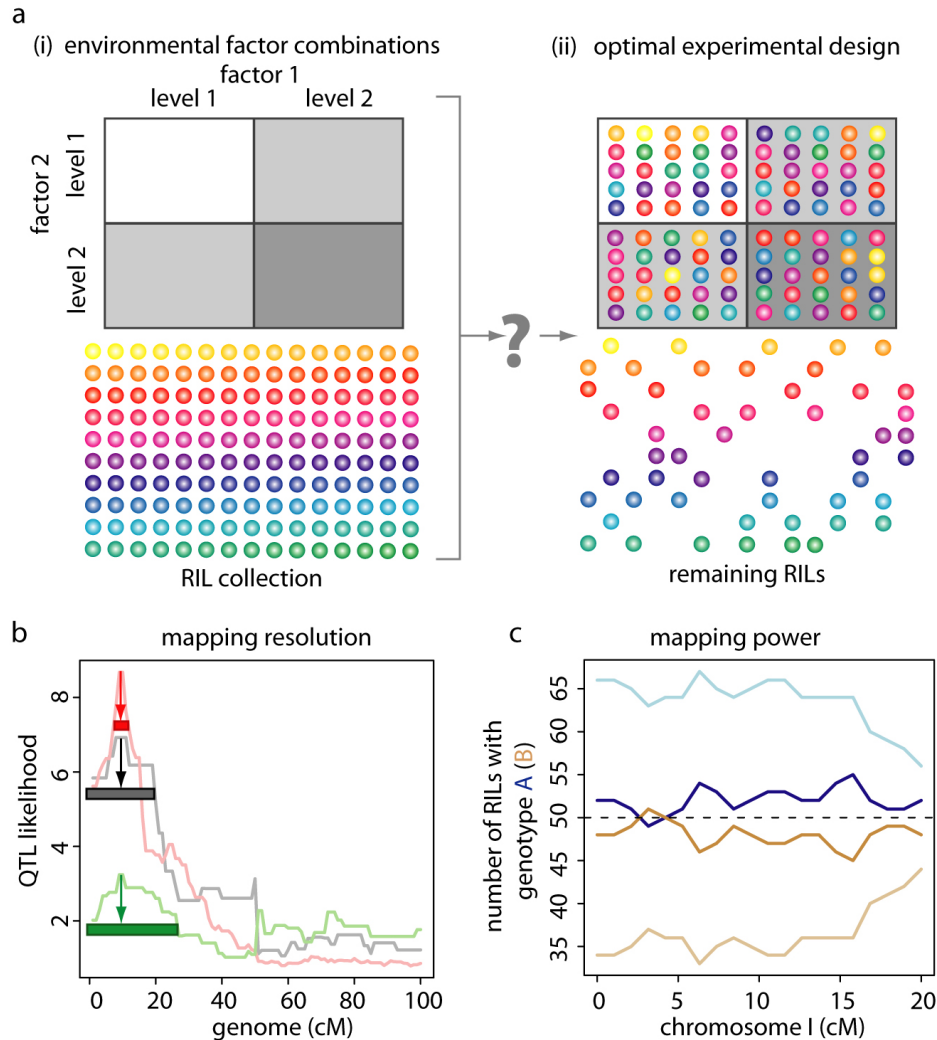 a
(i) environmental factor combinations
factor 1
level 1 level 2
factor 2
level 1
level 2
RIL collection
?
(ii) optimal experimental design
remaining RILs
b mapping resolution
QTL likelihood
8
6
4
2
0 20 40 60 80 100
genome (cM)
c mapping power
number of RILs with
genotype A (B)
65
60
55
50
45
40
35
0 5 10 15 20
chromosome I (cM)